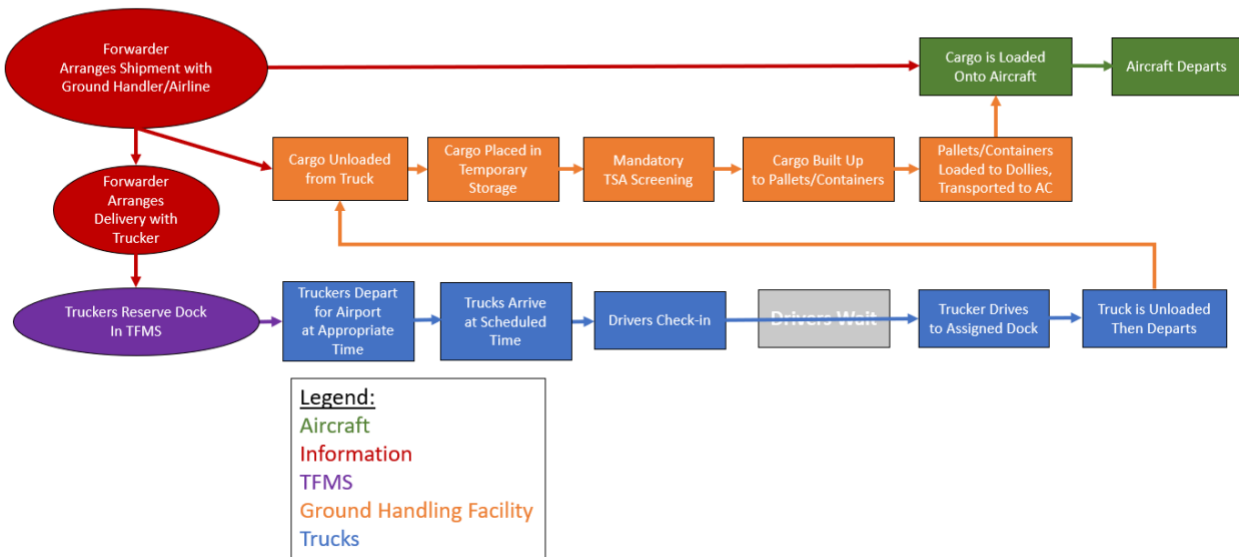 Forwarder
Arranges Shipment with
Ground Handler/Airline
Cargo is Loaded
Onto Aircraft
Aircraft Departs
Cargo Unloaded
from Truck
Cargo Placed in
Temporary
Storage
Mandatory
TSA Screening
Cargo Built Up
to Pallets/Containers
Pallets/Containers
Loaded to Dollies,
Transported to AC
Forwarder
Arranges
Delivery with
Trucker
Truckers Reserve Dock
In TFMS
Truckers Depart
for Airport
at Appropriate
Time
Trucks Arrive
at Scheduled
Time
Drivers Check-in
Drivers Wait
Trucker Drives
to Assigned Dock
Truck is Unloaded
Then Departs
Legend:
Aircraft
Information
TFMS
Ground Handling Facility
Trucks